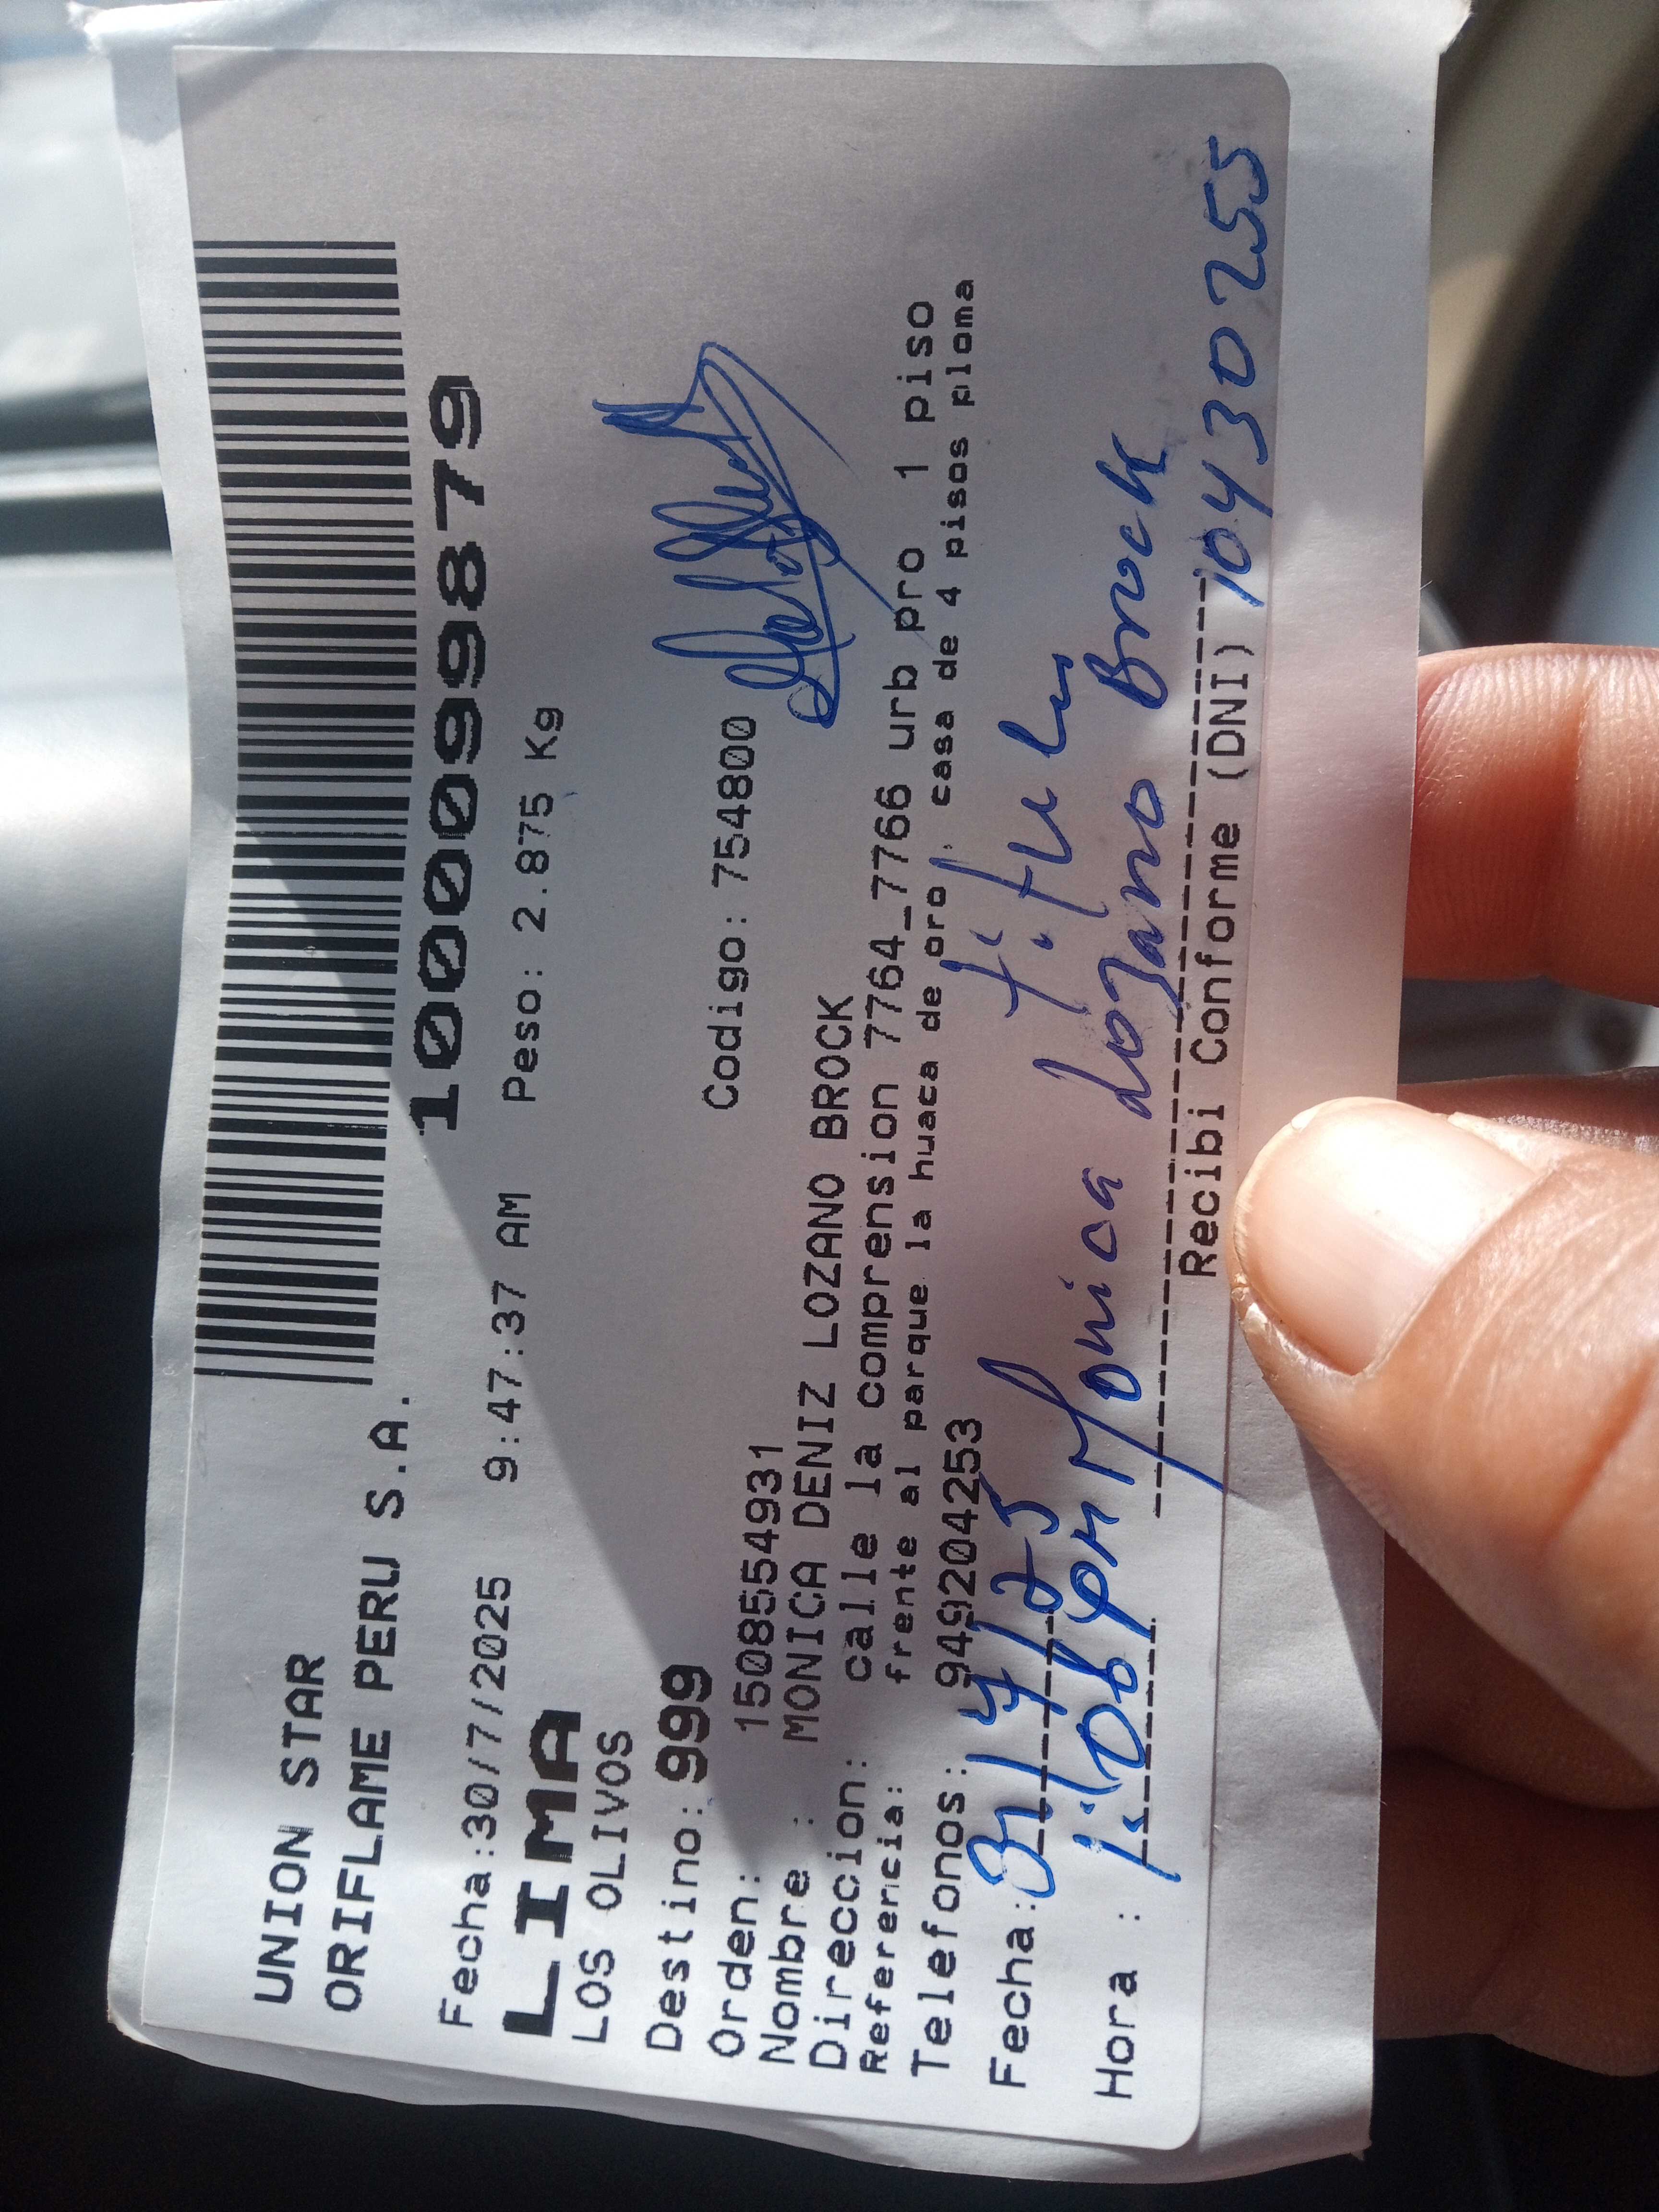 UNION STAR
ORIFLAME PERU S.A.
1000099879
Fecha:30/7/2025 9:47:37 AM Peso: 2.875 Kg
LIMA
LOS OLIVOS
Destino: 999
Orden: 1508554931 Codigo: 754800
Nombre : MONICA DENIZ LOZANO BROCK
Direccion: calle la comprension 7764_7766 urb pro 1 piso
Referencia: frente al parque la huaca de oro, casa de 4 pisos ploma
Telefonos: 949204253
Fecha: 31/7/25 titular
Hora : 1:08 pm Monica Lozano Brock
Recibi Conforme (DNI) 10430255